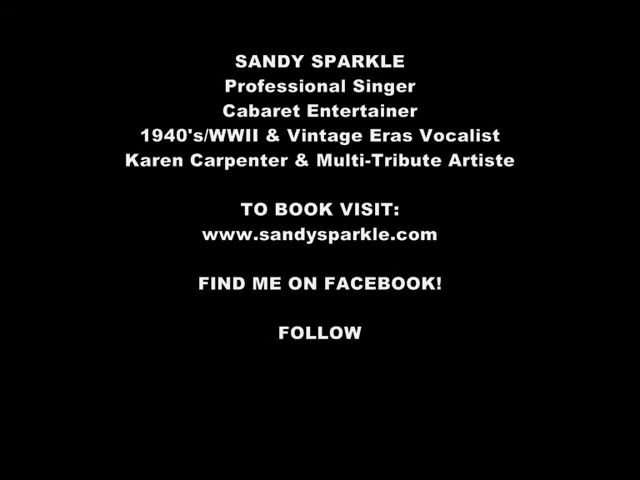 SANDY SPARKLE
Professional Singer
Cabaret Entertainer
1940's/WWII & Vintage Eras Vocalist
Karen Carpenter & Multi-Tribute Artiste
TO BOOK VISIT:
www.sandysparkle.com
FIND ME ON FACEBOOK!
FOLLOW